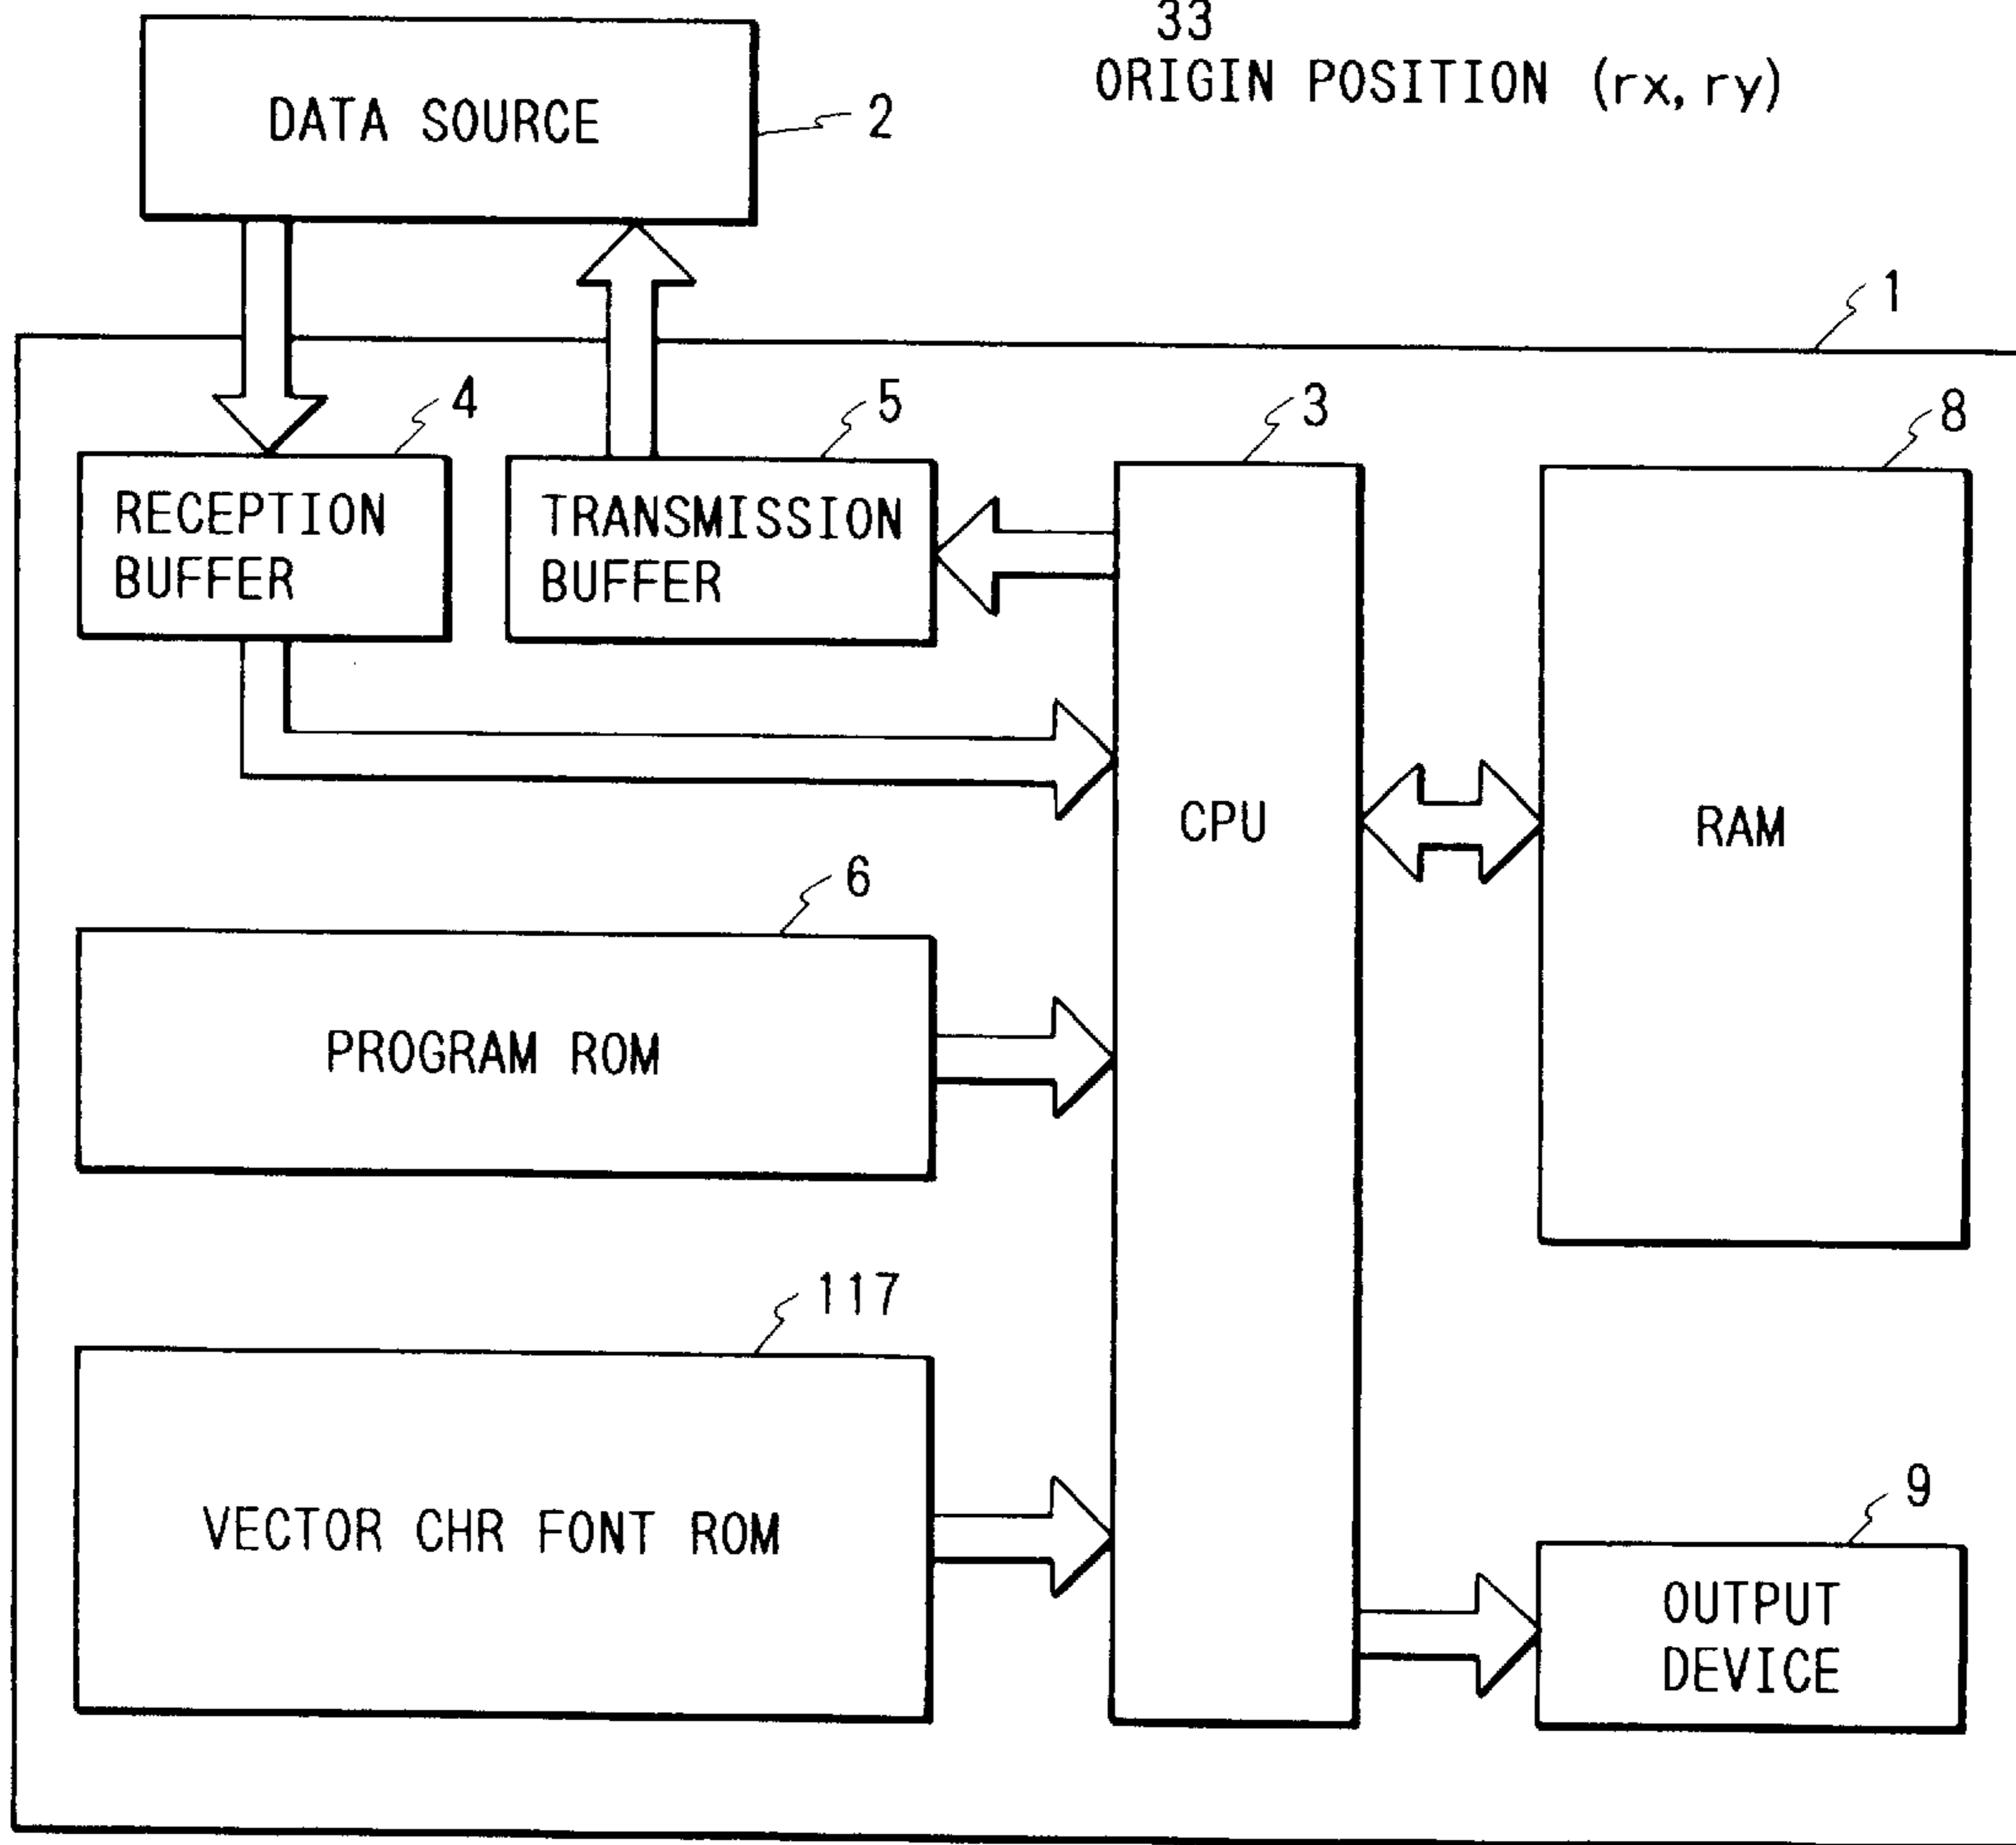 33
ORIGIN POSITION (rx, ry)
DATA SOURCE
2
1
4
5
3
8
RECEPTION
BUFFER
TRANSMISSION
BUFFER
CPU
RAM
6
PROGRAM ROM
117
VECTOR CHR FONT ROM
9
OUTPUT
DEVICE